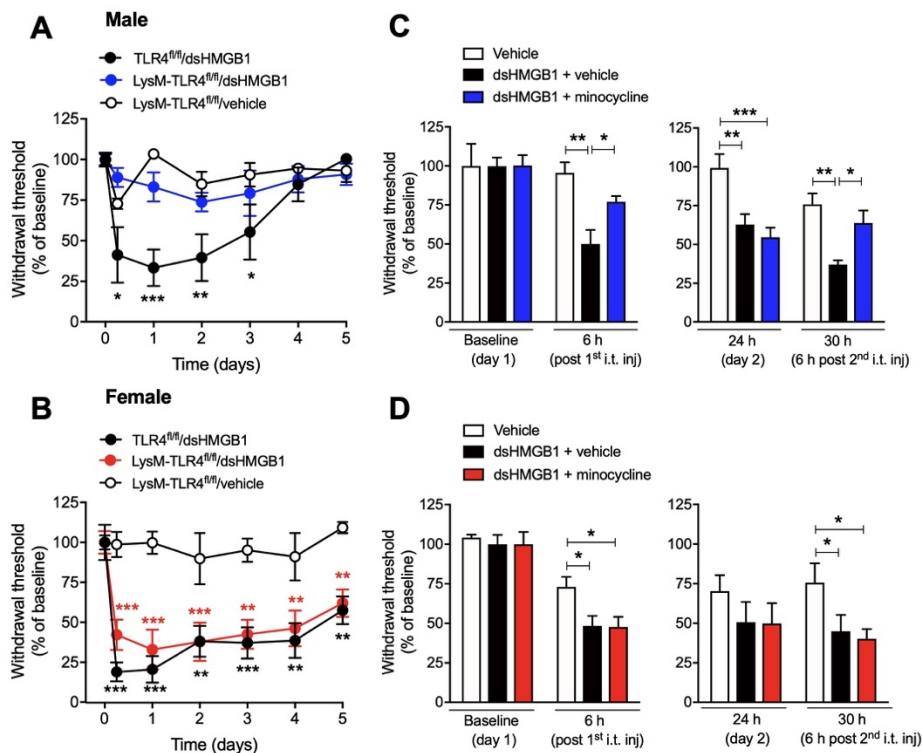 A
Male
TLR4fl/fl/dsHMGB1
LysM-TLR4fl/fl/dsHMGB1
LysM-TLR4fl/fl/vehicle
Withdrawal threshold
(% of baseline)
125
100
75
50
25
0
* *** ** *
0 1 2 3 4 5
Time (days)
C
Vehicle
dsHMGB1 + vehicle
dsHMGB1 + minocycline
Withdrawal threshold
(% of baseline)
125
100
75
50
25
0
** *
Baseline
(day 1)
6 h
(post 1st i.t. inj)
125
100
75
50
25
0
***
**
** *
24 h
(day 2)
30 h
(6 h post 2nd i.t. inj)
B
Female
TLR4fl/fl/dsHMGB1
LysM-TLR4fl/fl/dsHMGB1
LysM-TLR4fl/fl/vehicle
Withdrawal threshold
(% of baseline)
125
100
75
50
25
0
*** *** *** ** ** **
*** *** ** *** ** **
0 1 2 3 4 5
Time (days)
D
Vehicle
dsHMGB1 + vehicle
dsHMGB1 + minocycline
Withdrawal threshold
(% of baseline)
125
100
75
50
25
0
*
*
Baseline
(day 1)
6 h
(post 1st i.t. inj)
125
100
75
50
25
0
*
*
24 h
(day 2)
30 h
(6 h post 2nd i.t. inj)